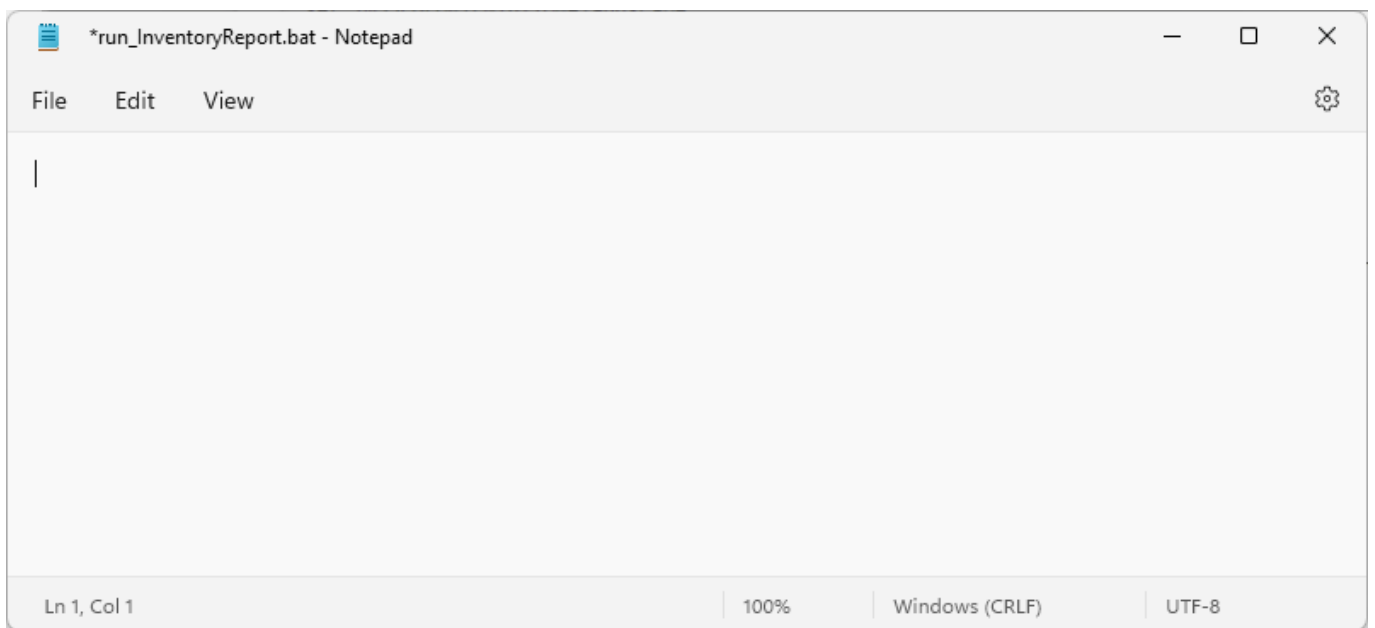 *run_InventoryReport.bat - Notepad
File Edit View
Ln 1, Col 1 100% Windows (CRLF) UTF-8